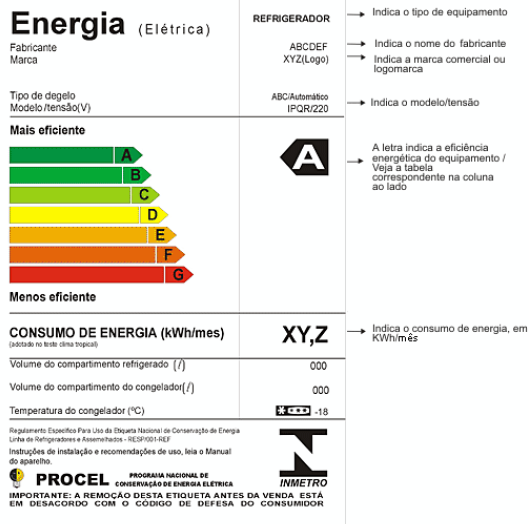 Energia (Elétrica)
REFRIGERADOR
Indica o tipo de equipamento
Fabricante
ABCDEF
Indica o nome do fabricante
Marca
XYZ(Logo)
Indica a marca comercial ou
logomarca
Tipo de degelo
ABC/Automático
Modelo/tensão(V)
IPQR/220
Indica o modelo/tensão
Mais eficiente
A
B
C
D
E
F
G
A
A letra indica a eficiência
energética do equipamento /
Veja a tabela
correspondente na coluna
ao lado
Menos eficiente
CONSUMO DE ENERGIA (kWh/mes)
(adotado no teste clima tropical)
XY,Z
Indica o consumo de energia, em
KWh/mês
Volume do compartimento refrigerado (ℓ)
000
Volume do compartimento do congelador(ℓ)
000
Temperatura do congelador (ºC)
-18
Regulamento Específico Para Uso da Etiqueta Nacional de Conservação de Energia
Linha de Refrigeradores e Assemelhados - RESP/001-REF
Instruções de instalação e recomendações de uso, leia o Manual
do aparelho.
PROCEL
PROGRAMA NACIONAL DE
CONSERVAÇÃO DE ENERGIA ELÉTRICA
INMETRO
IMPORTANTE: A REMOÇÃO DESTA ETIQUETA ANTES DA VENDA ESTÁ
EM DESACORDO COM O CÓDIGO DE DEFESA DO CONSUMIDOR